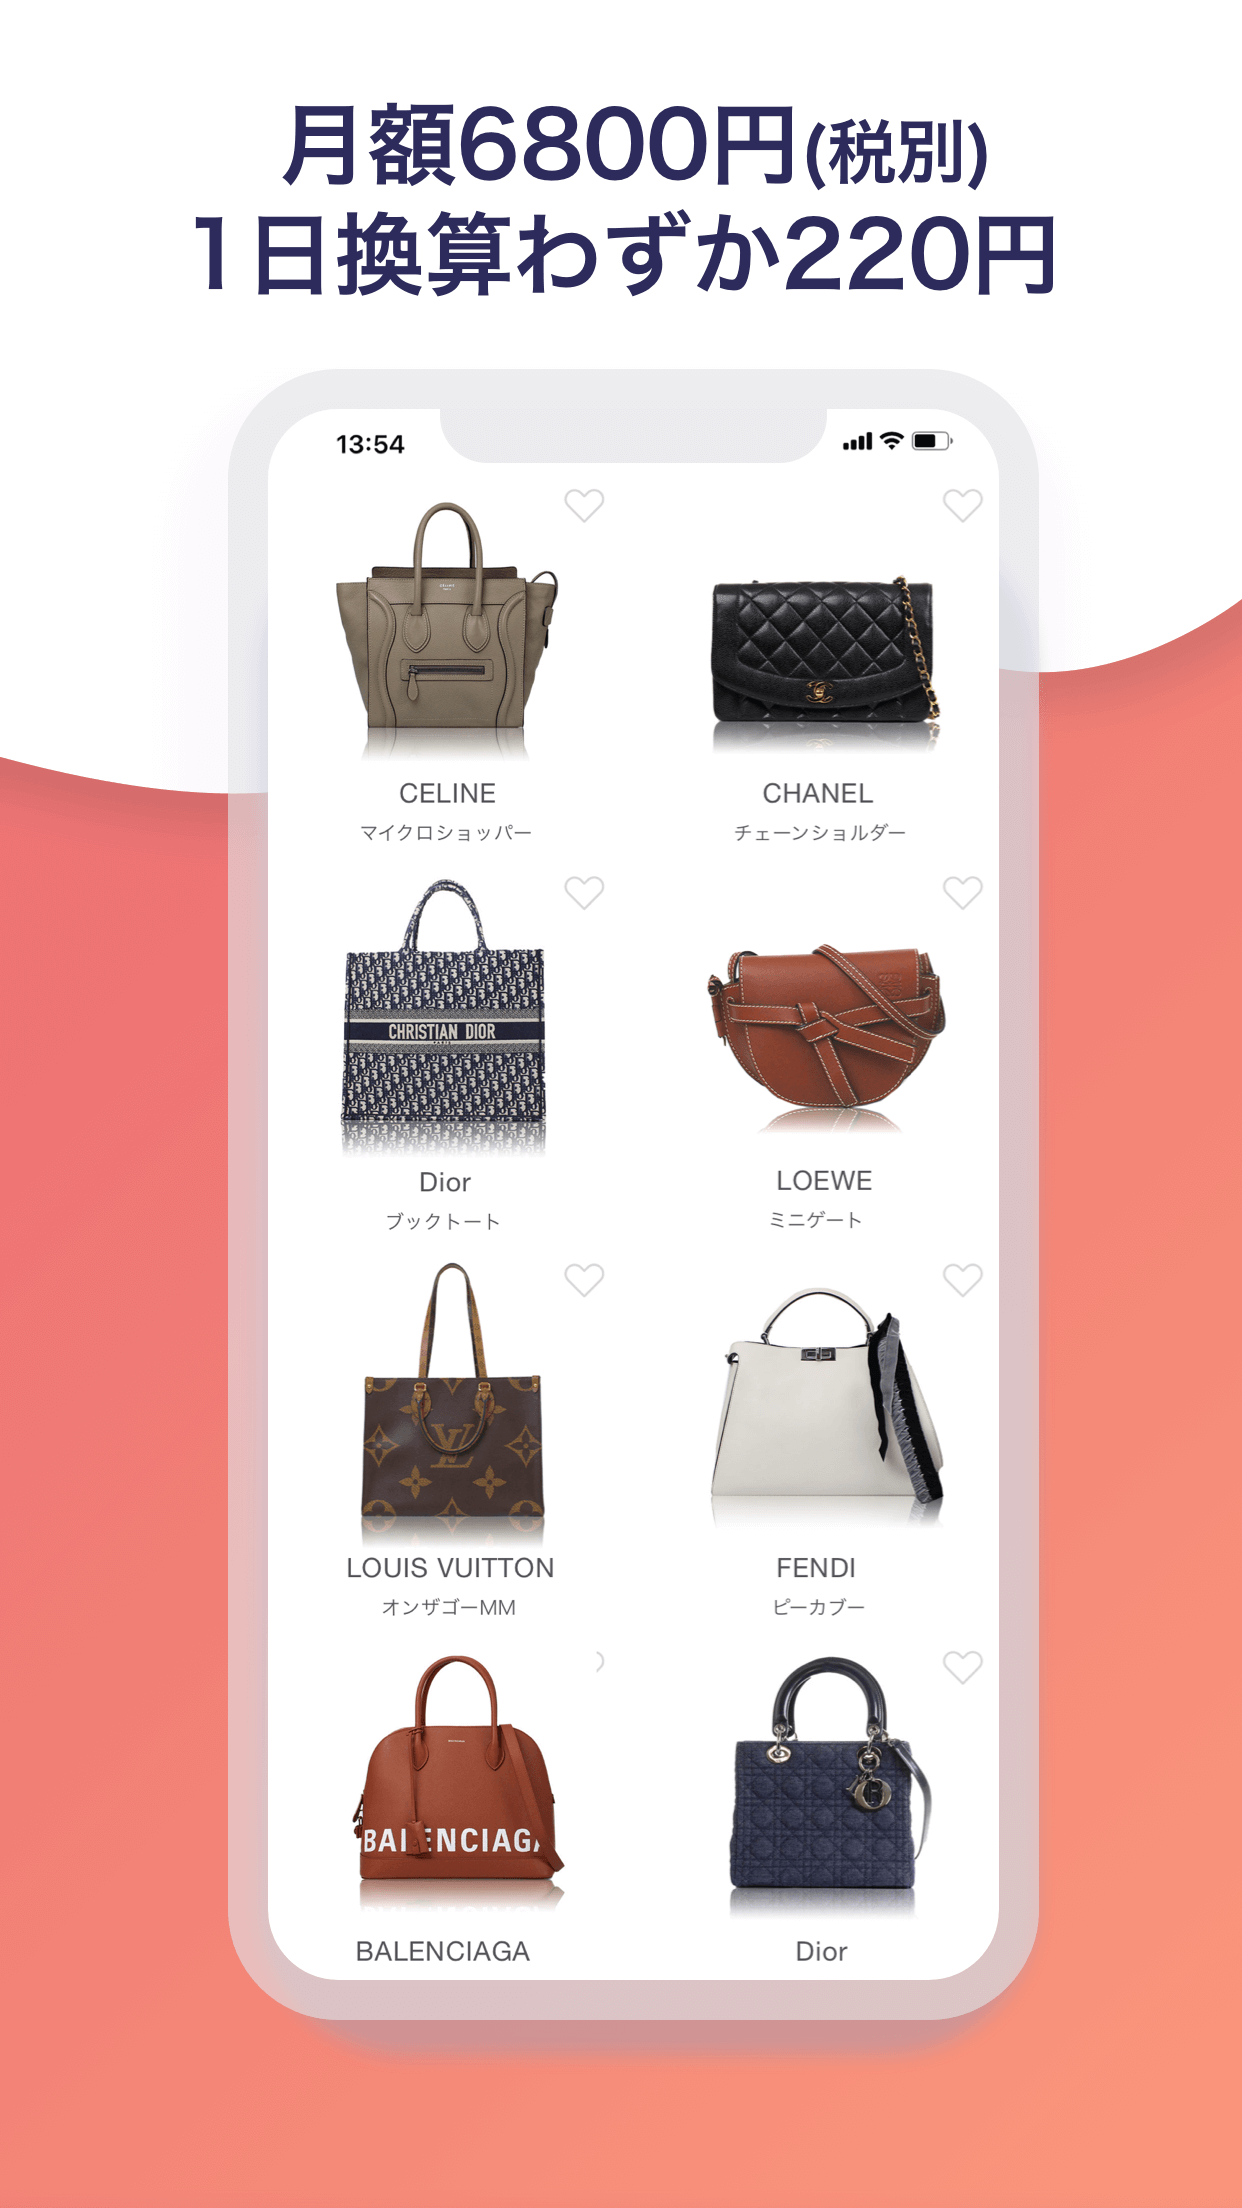 月額6800円(税別)
1日換算わずか220円
13:54
CELINE
CHANEL
マイクロショッパー
チェーンショルダー
CHRISTIAN DIOR
Dior
LOEWE
ブックトート
ミニゲート
LOUIS VUITTON
FENDI
オンザゴーMM
ピーカブー
BALENCIAGA
BALENCIAGA
Dior